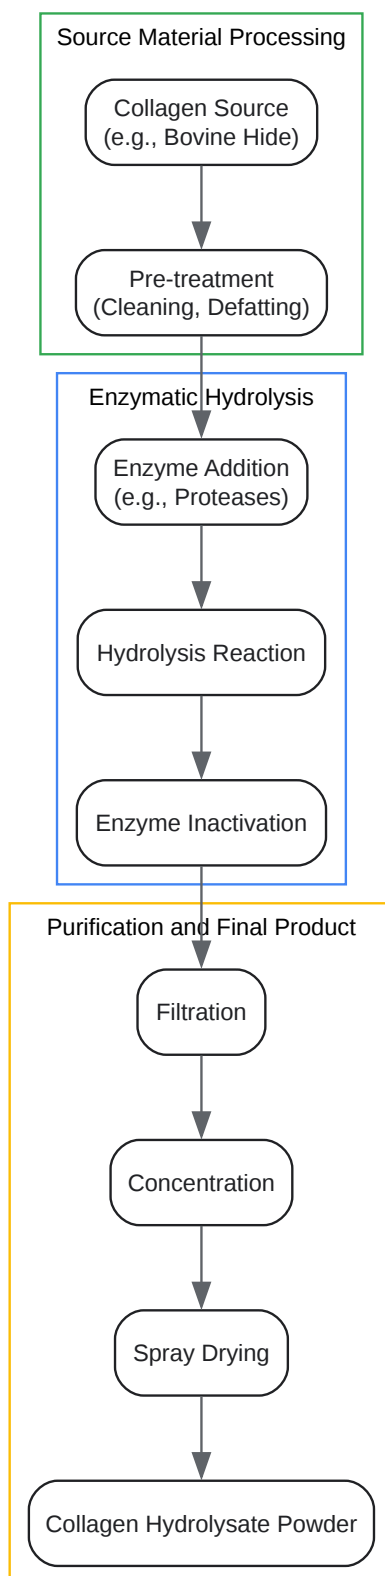 Source Material Processing
Collagen Source
(e.g., Bovine Hide)
Pre-treatment
(Cleaning, Defatting)
Enzymatic Hydrolysis
Enzyme Addition
(e.g., Proteases)
Hydrolysis Reaction
Enzyme Inactivation
Purification and Final Product
Filtration
Concentration
Spray Drying
Collagen Hydrolysate Powder